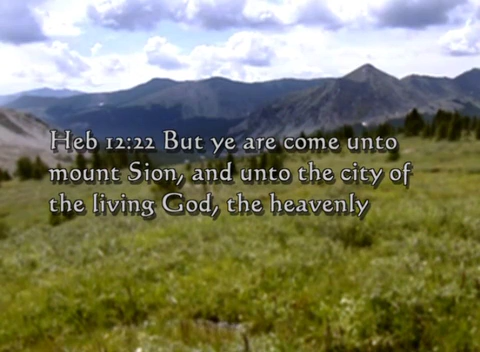 Heb 12:22 But ye are come unto
mount Sion, and unto the city of
the living God, the heavenly